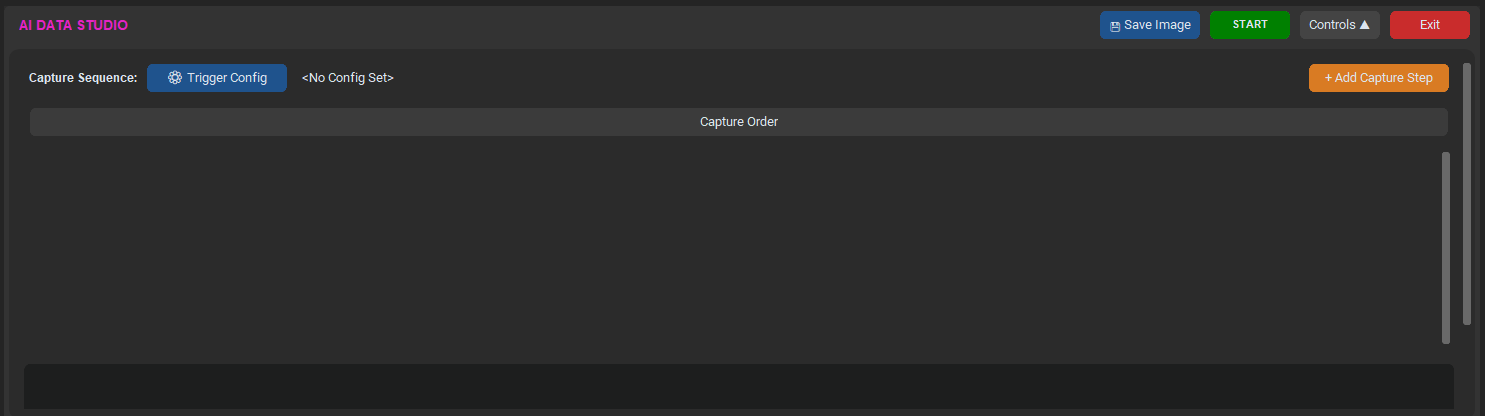 AI DATA STUDIO
Save Image
START
Controls ▲
Exit
Capture Sequence:
Trigger Config
<No Config Set>
+ Add Capture Step
Capture Order